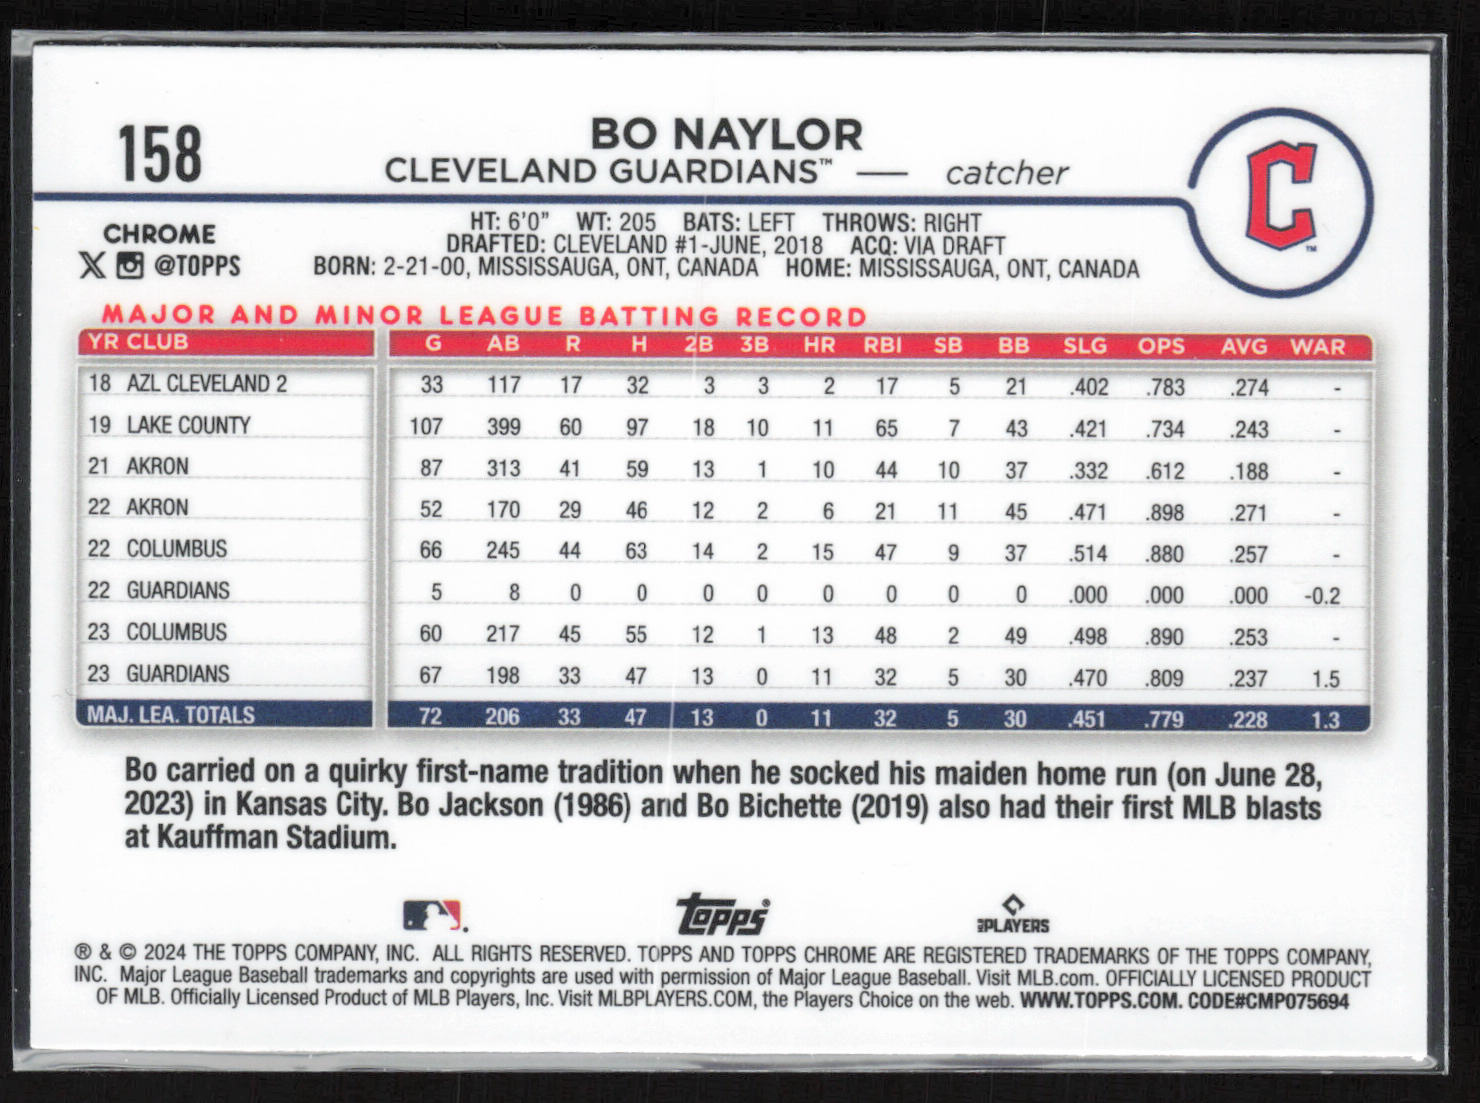 158
BO NAYLOR
CLEVELAND GUARDIANS™ — catcher
C™
CHROME
X @TOPPS
HT: 6'0" WT: 205 BATS: LEFT THROWS: RIGHT
DRAFTED: CLEVELAND #1-JUNE, 2018 ACQ: VIA DRAFT
BORN: 2-21-00, MISSISSAUGA, ONT, CANADA HOME: MISSISSAUGA, ONT, CANADA
MAJOR AND MINOR LEAGUE BATTING RECORD
YR CLUB G AB R H 2B 3B HR RBI SB BB SLG OPS AVG WAR
18 AZL CLEVELAND 2 33 117 17 32 3 3 2 17 5 21 .402 .783 .274 -
19 LAKE COUNTY 107 399 60 97 18 10 11 65 7 43 .421 .734 .243 -
21 AKRON 87 313 41 59 13 1 10 44 10 37 .332 .612 .188 -
22 AKRON 52 170 29 46 12 2 6 21 11 45 .471 .898 .271 -
22 COLUMBUS 66 245 44 63 14 2 15 47 9 37 .514 .880 .257 -
22 GUARDIANS 5 8 0 0 0 0 0 0 0 0 .000 .000 .000 -0.2
23 COLUMBUS 60 217 45 55 12 1 13 48 2 49 .498 .890 .253 -
23 GUARDIANS 67 198 33 47 13 0 11 32 5 30 .470 .809 .237 1.5
MAJ. LEA. TOTALS 72 206 33 47 13 0 11 32 5 30 .451 .779 .228 1.3
Bo carried on a quirky first-name tradition when he socked his maiden home run (on June 28,
2023) in Kansas City. Bo Jackson (1986) and Bo Bichette (2019) also had their first MLB blasts
at Kauffman Stadium.
Topps® MLB PLAYERS
® & © 2024 THE TOPPS COMPANY, INC. ALL RIGHTS RESERVED. TOPPS AND TOPPS CHROME ARE REGISTERED TRADEMARKS OF THE TOPPS COMPANY,
INC. Major League Baseball trademarks and copyrights are used with permission of Major League Baseball. Visit MLB.com. OFFICIALLY LICENSED PRODUCT
OF MLB. Officially Licensed Product of MLB Players, Inc. Visit MLBPLAYERS.COM, the Players Choice on the web. WWW.TOPPS.COM. CODE#CMP075694